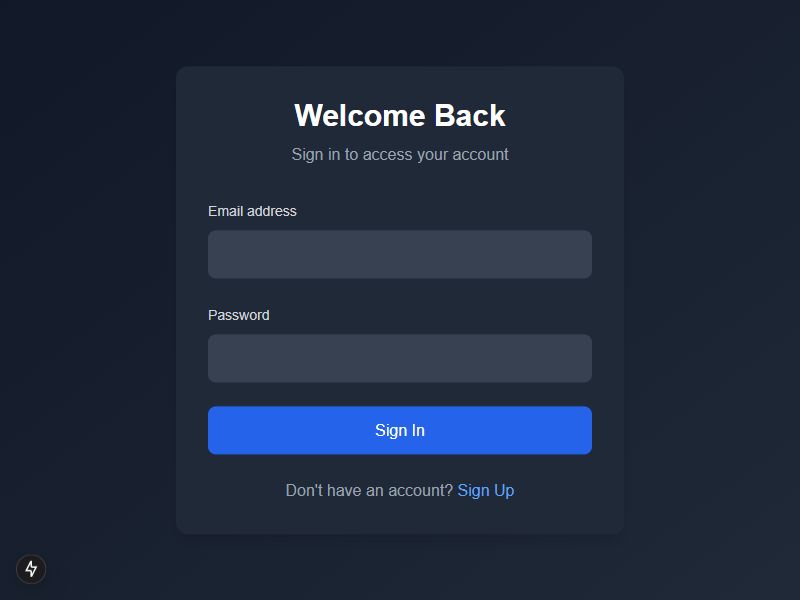 Welcome Back
Sign in to access your account
Email address
Password
Sign In
Don't have an account? Sign Up